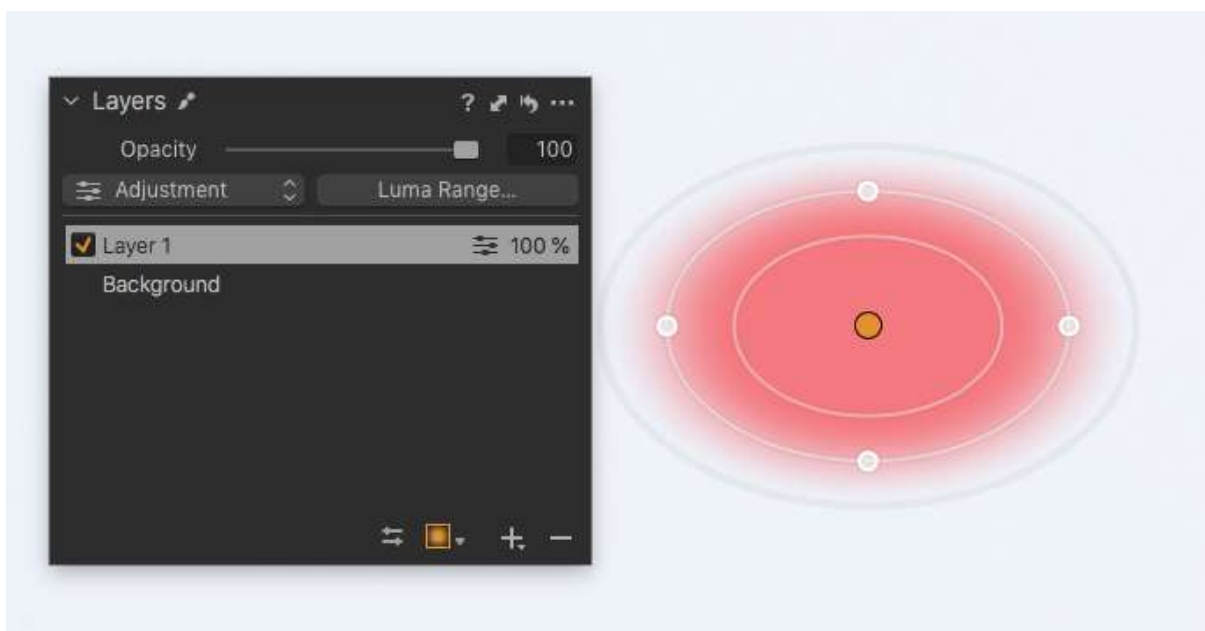 Layers ?
Opacity 100
Adjustment Luma Range...
Layer 1 100 %
Background